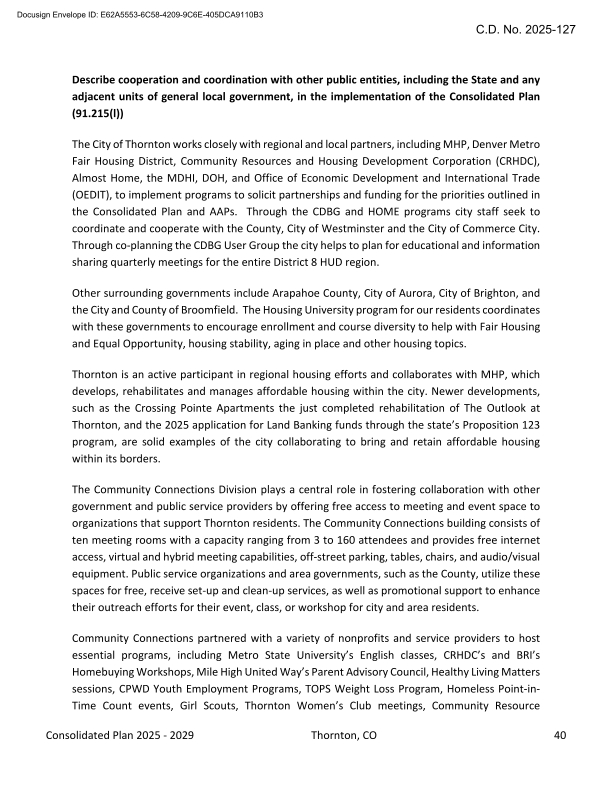 Docusign Envelope ID: E62A5553-6C58-4209-9C6E-405DCA9110B3
C.D. No. 2025-127
Describe cooperation and coordination with other public entities, including the State and any
adjacent units of general local government, in the implementation of the Consolidated Plan
(91.215(l))
The City of Thornton works closely with regional and local partners, including MHP, Denver Metro
Fair Housing District, Community Resources and Housing Development Corporation (CRHDC),
Almost Home, the MDHI, DOH, and Office of Economic Development and International Trade
(OEDIT), to implement programs to solicit partnerships and funding for the priorities outlined in
the Consolidated Plan and AAPs.  Through the CDBG and HOME programs city staff seek to
coordinate and cooperate with the County, City of Westminster and the City of Commerce City.
Through co-planning the CDBG User Group the city helps to plan for educational and information
sharing quarterly meetings for the entire District 8 HUD region.
Other surrounding governments include Arapahoe County, City of Aurora, City of Brighton, and
the City and County of Broomfield.  The Housing University program for our residents coordinates
with these governments to encourage enrollment and course diversity to help with Fair Housing
and Equal Opportunity, housing stability, aging in place and other housing topics.
Thornton is an active participant in regional housing efforts and collaborates with MHP, which
develops, rehabilitates and manages affordable housing within the city. Newer developments,
such as the Crossing Pointe Apartments the just completed rehabilitation of The Outlook at
Thornton, and the 2025 application for Land Banking funds through the state's Proposition 123
program, are solid examples of the city collaborating to bring and retain affordable housing
within its borders.
The Community Connections Division plays a central role in fostering collaboration with other
government and public service providers by offering free access to meeting and event space to
organizations that support Thornton residents. The Community Connections building consists of
ten meeting rooms with a capacity ranging from 3 to 160 attendees and provides free internet
access, virtual and hybrid meeting capabilities, off-street parking, tables, chairs, and audio/visual
equipment. Public service organizations and area governments, such as the County, utilize these
spaces for free, receive set-up and clean-up services, as well as promotional support to enhance
their outreach efforts for their event, class, or workshop for city and area residents.
Community Connections partnered with a variety of nonprofits and service providers to host
essential programs, including Metro State University's English classes, CRHDC's and BRI's
Homebuying Workshops, Mile High United Way's Parent Advisory Council, Healthy Living Matters
sessions, CPWD Youth Employment Programs, TOPS Weight Loss Program, Homeless Point-in-
Time Count events, Girl Scouts, Thornton Women's Club meetings, Community Resource
Consolidated Plan 2025 - 2029
Thornton, CO
40